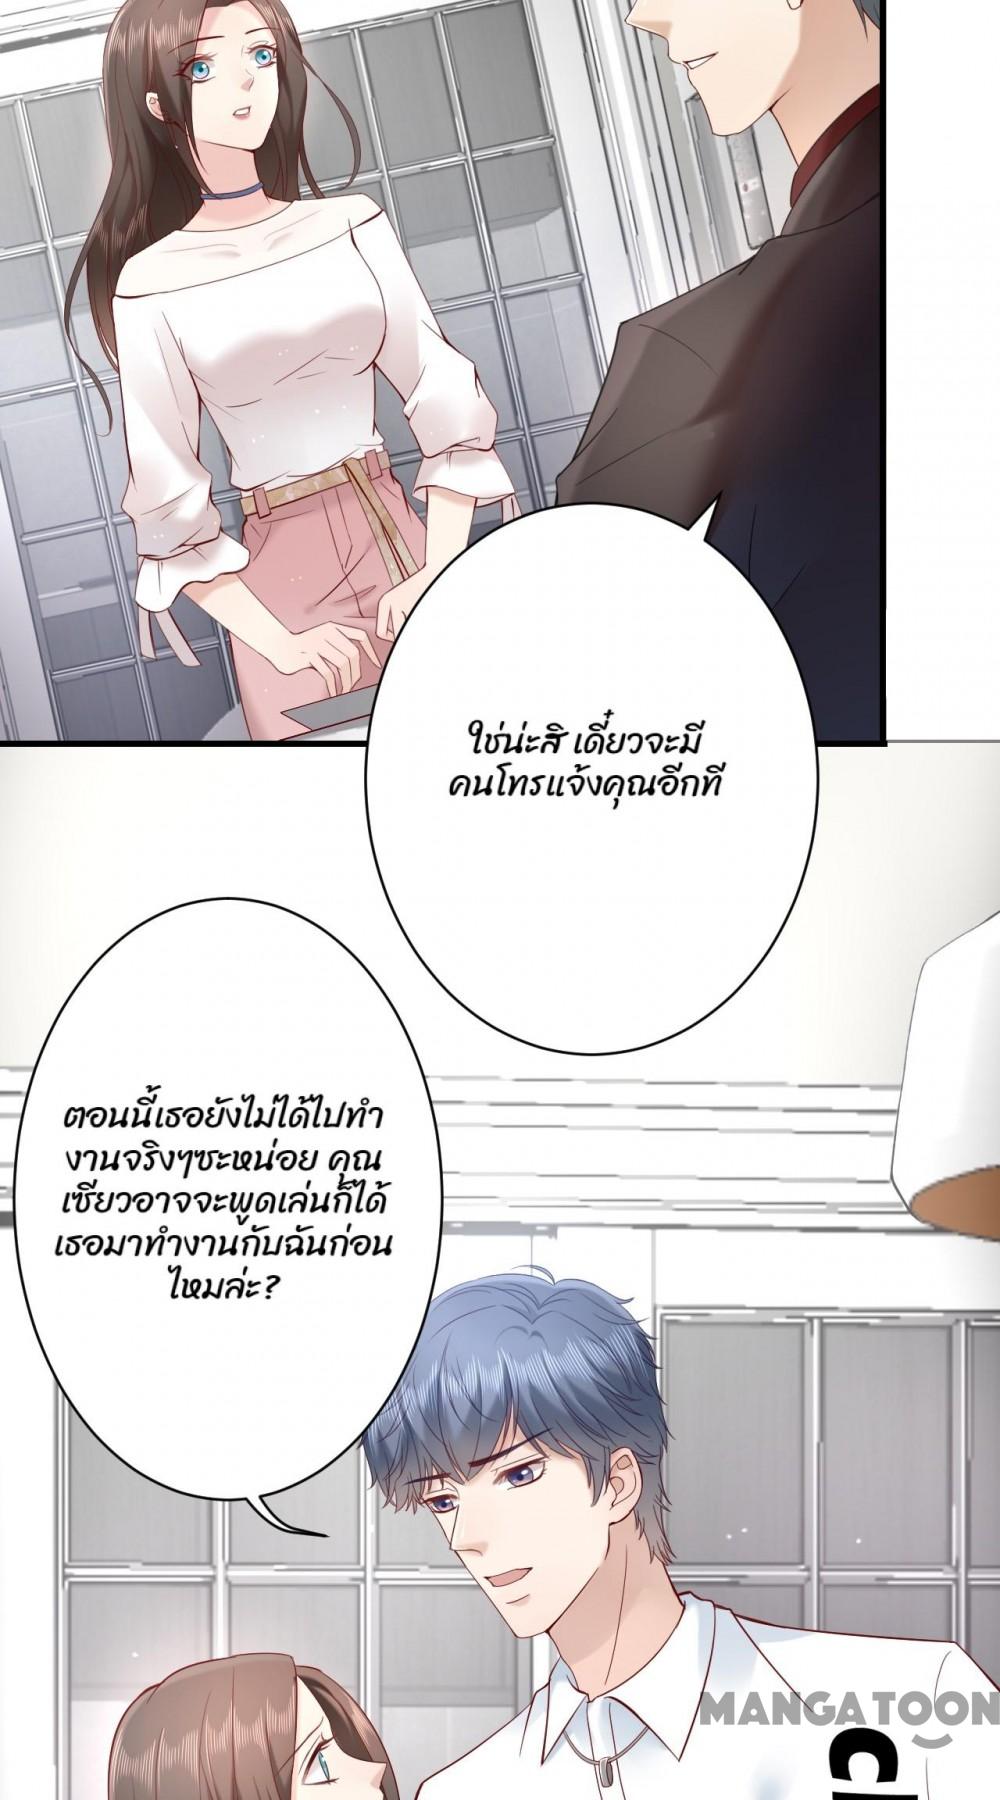 ใช่น่ะสิ เดี๋ยวจะมี
คนโทรแจ้งคุณอีกที
ตอนนี้เธอยังไม่ได้ไปทำ
งานจริงๆซะหน่อย คุณ
เซียวอาจจะพูดเล่นก็ได้
เธอมาทำงานกับฉันก่อน
ไหมล่ะ?
MANGATOON